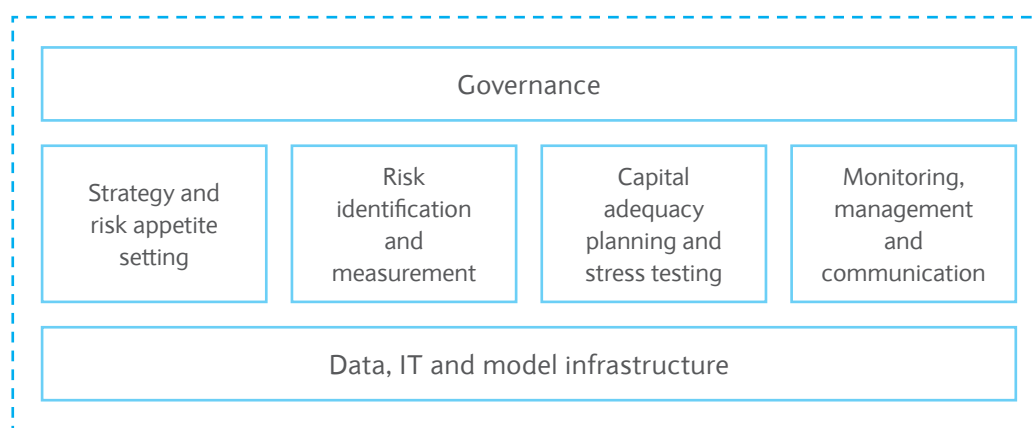 Governance
Strategy and
risk appetite
setting
Risk
identification
and
measurement
Capital
adequacy
planning and
stress testing
Monitoring,
management
and
communication
Data, IT and model infrastructure